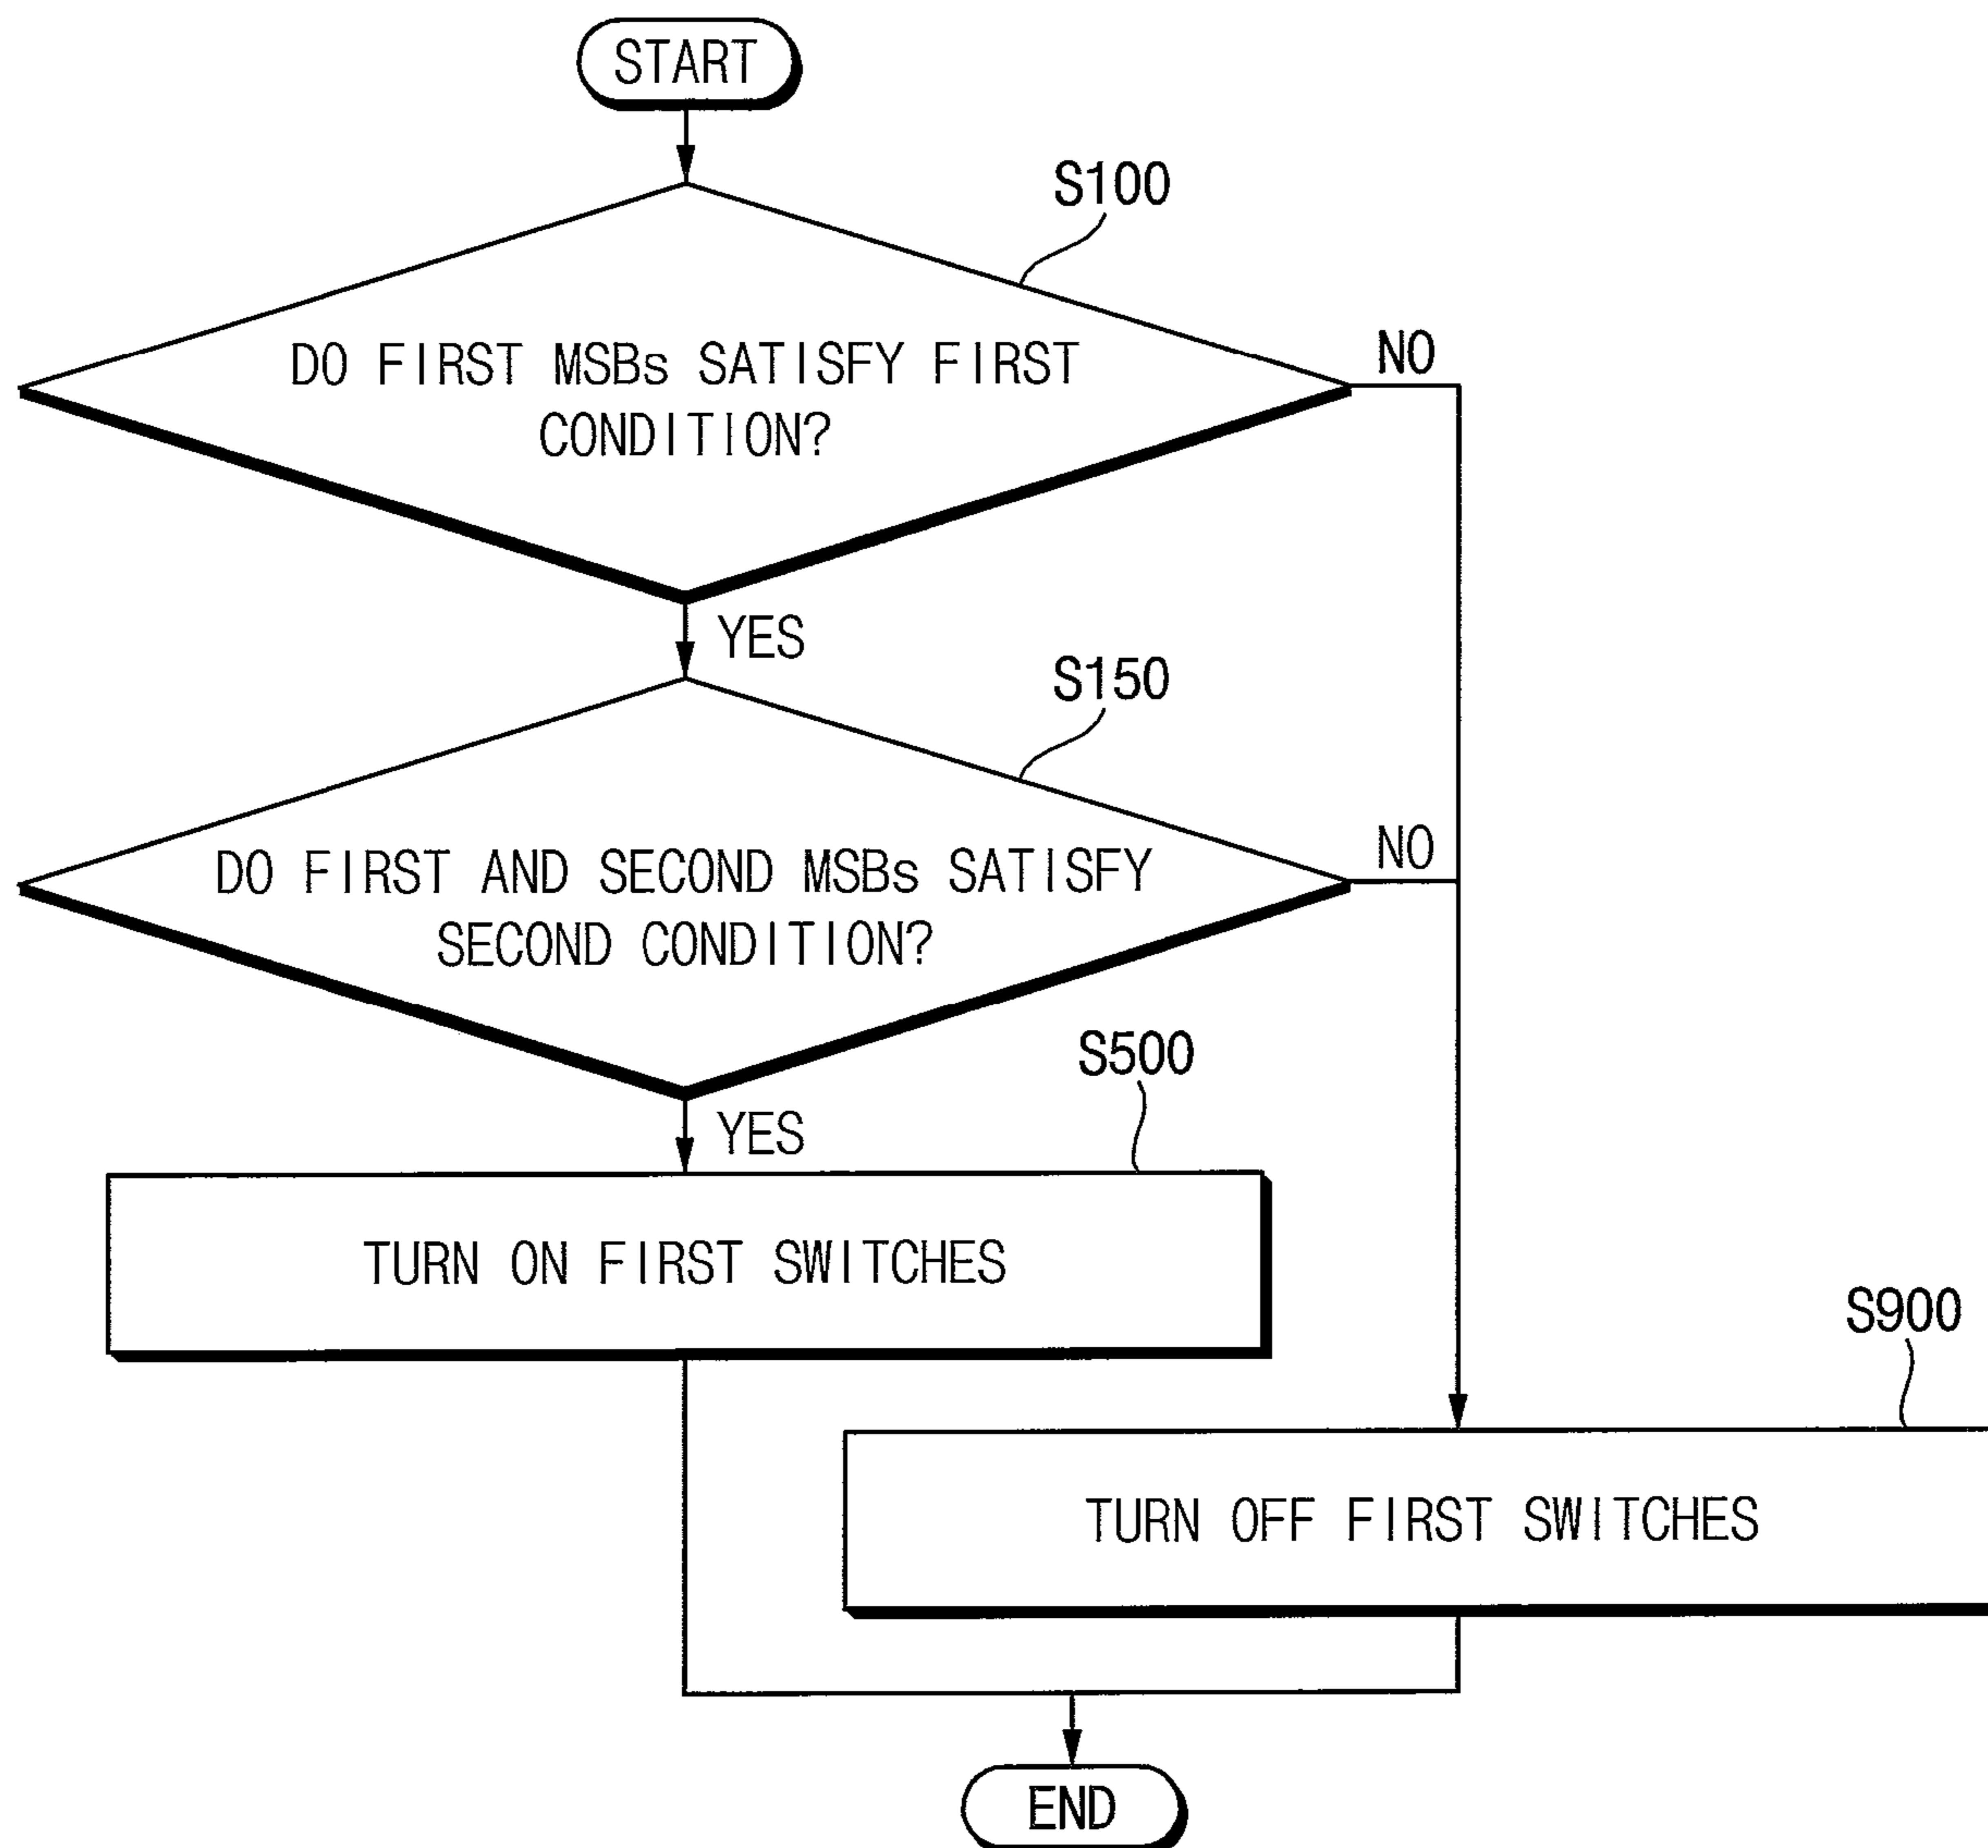 START
S100
DO FIRST MSBs SATISFY FIRST
CONDITION?
NO
YES
S150
DO FIRST AND SECOND MSBs SATISFY
SECOND CONDITION?
NO
YES
S500
TURN ON FIRST SWITCHES
S900
TURN OFF FIRST SWITCHES
END